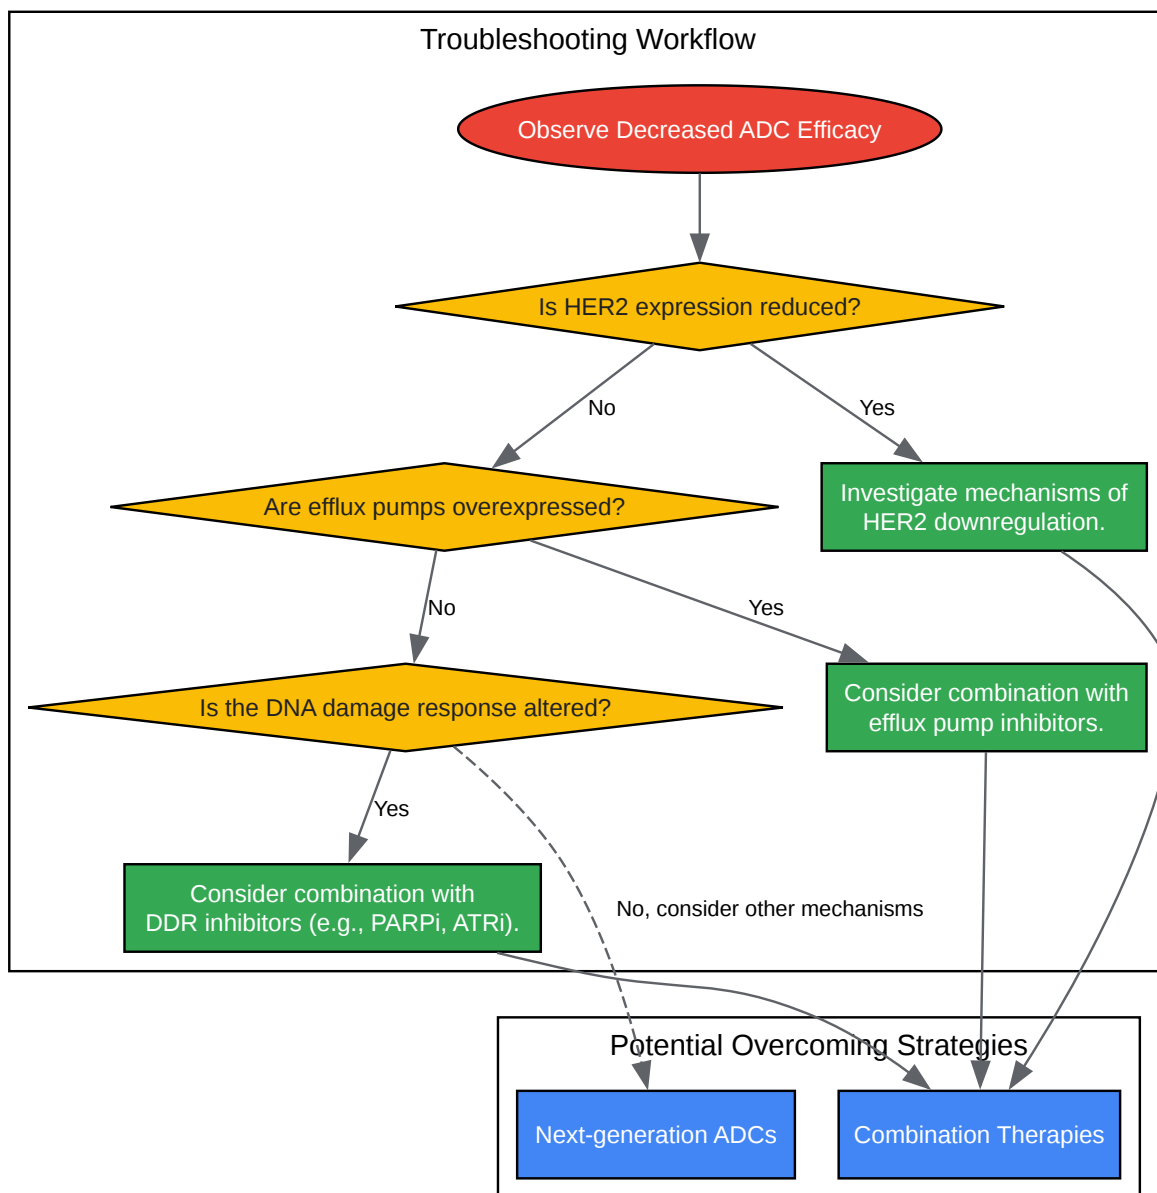 Troubleshooting Workflow
Observe Decreased ADC Efficacy
Is HER2 expression reduced?
No
Yes
Are efflux pumps overexpressed?
Investigate mechanisms of
HER2 downregulation.
No
Yes
Is the DNA damage response altered?
Consider combination with
efflux pump inhibitors.
Yes
Consider combination with
DDR inhibitors (e.g., PARPi, ATRi).
No, consider other mechanisms
Potential Overcoming Strategies
Next-generation ADCs
Combination Therapies